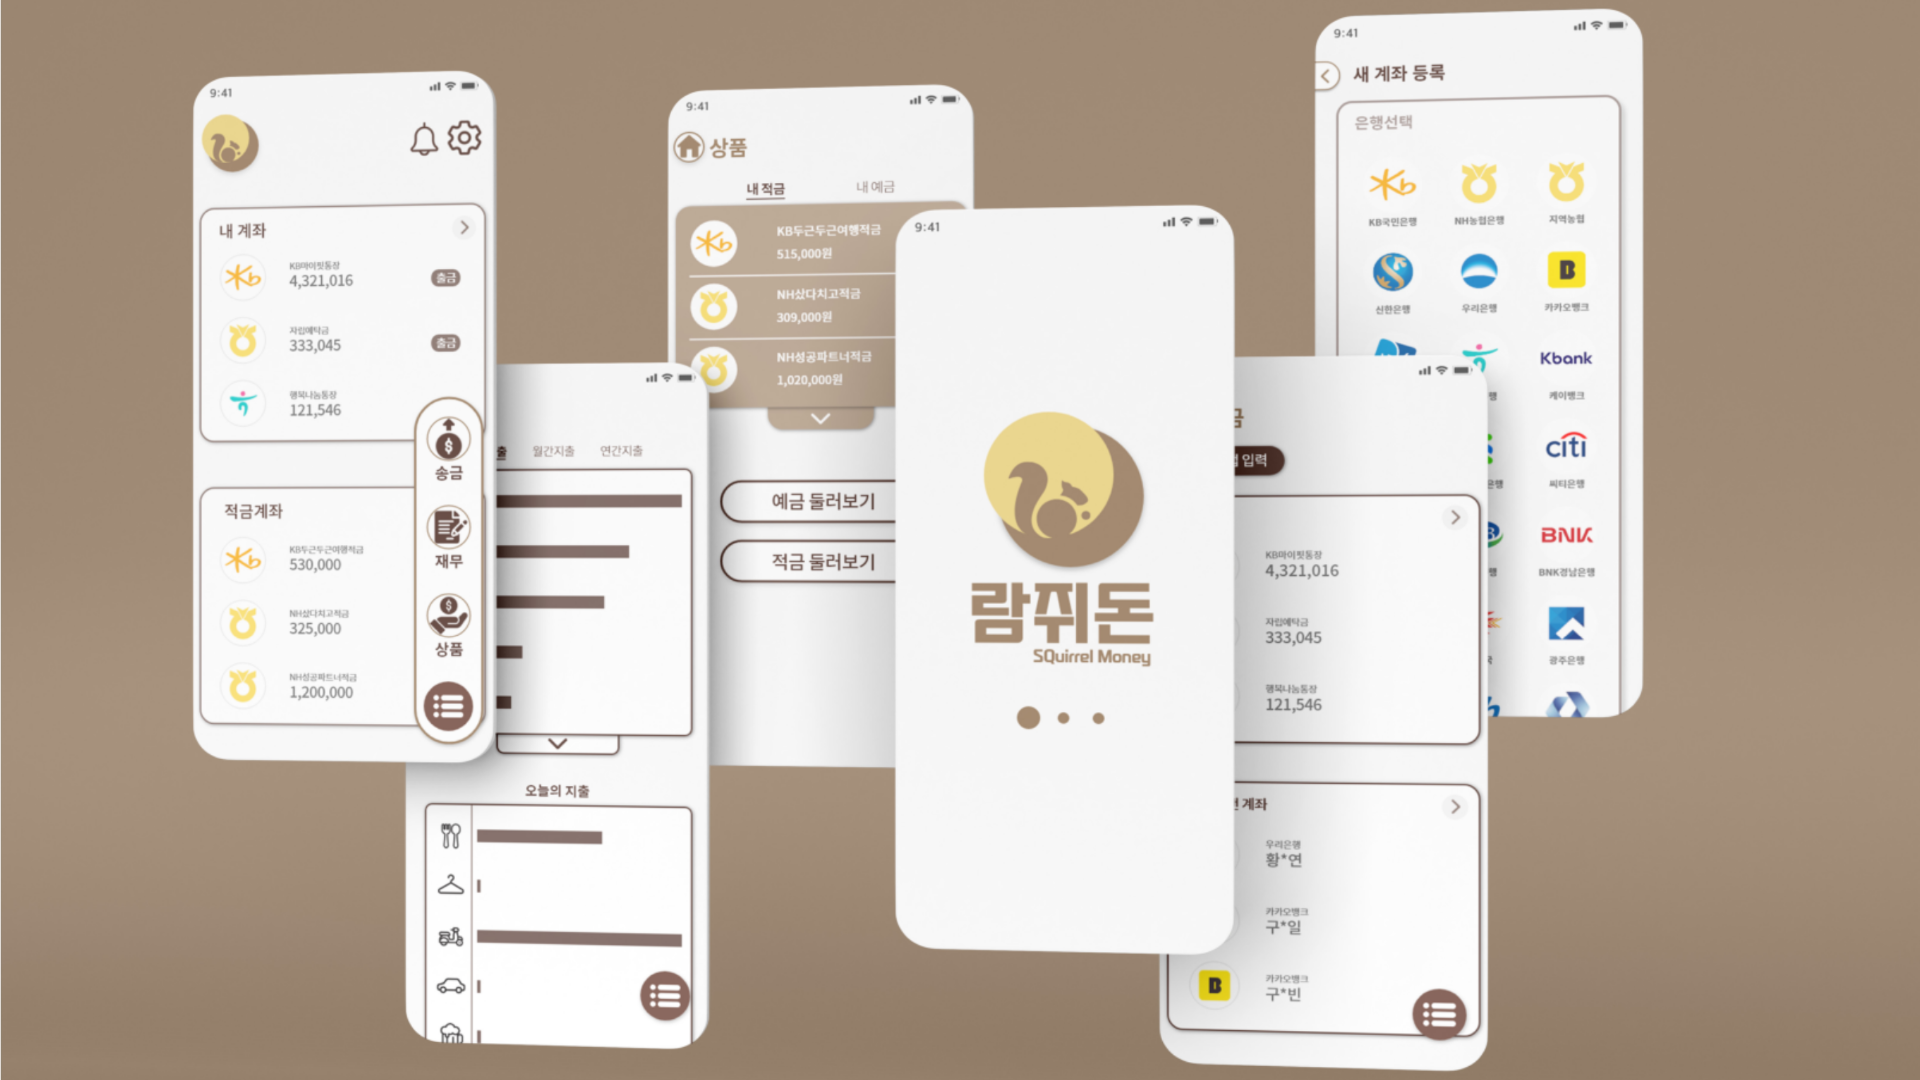 9:41
내 계좌
KB마이핏통장
4,321,016
출금
자립예탁금
333,045
출금
행복나눔통장
121,546
적금계좌
KB두근두근여행적금
530,000
NH샀다치고적금
325,000
NH성공파트너적금
1,200,000
송금
재무
상품
출
월간지출
연간지출
오늘의 지출
9:41
상품
내 적금
내 예금
KB두근두근여행적금
515,000원
NH샀다치고적금
309,000원
NH성공파트너적금
1,020,000원
예금 둘러보기
적금 둘러보기
9:41
람쥐돈
SQuirrel Money
금
입력
KB마이핏통장
4,321,016
자립예탁금
333,045
행복나눔통장
121,546
계좌
우리은행
황*연
카카오뱅크
구*일
카카오뱅크
구*빈
9:41
새 계좌 등록
은행선택
KB국민은행
NH농협은행
지역농협
신한은행
우리은행
카카오뱅크
Kbank
행
케이뱅크
citi
은행
씨티은행
BNK
행
BNK경남은행
국
광주은행